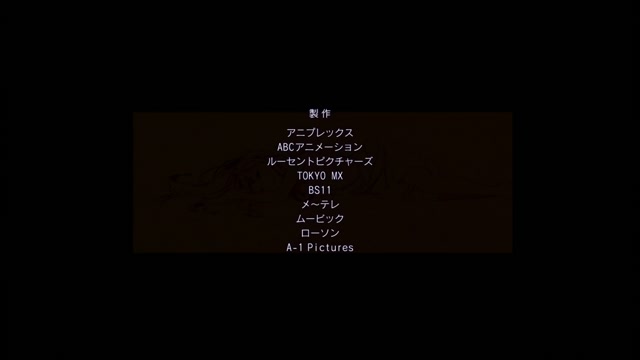 製作
アニプレックス
ABCアニメーション
ルーセントピクチャーズ
TOKYO MX
BS11
メ～テレ
ムービック
ローソン
A-1 Pictures